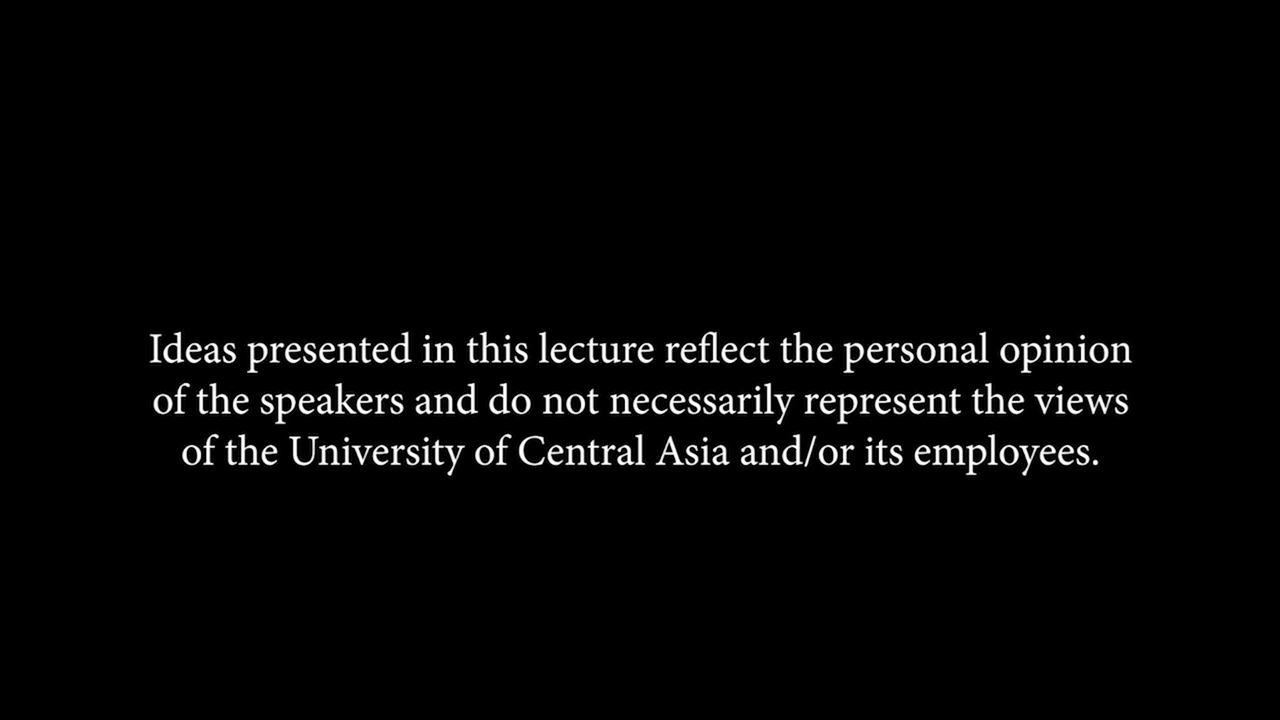 Ideas presented in this lecture reflect the personal opinion
of the speakers and do not necessarily represent the views
of the University of Central Asia and/or its employees.